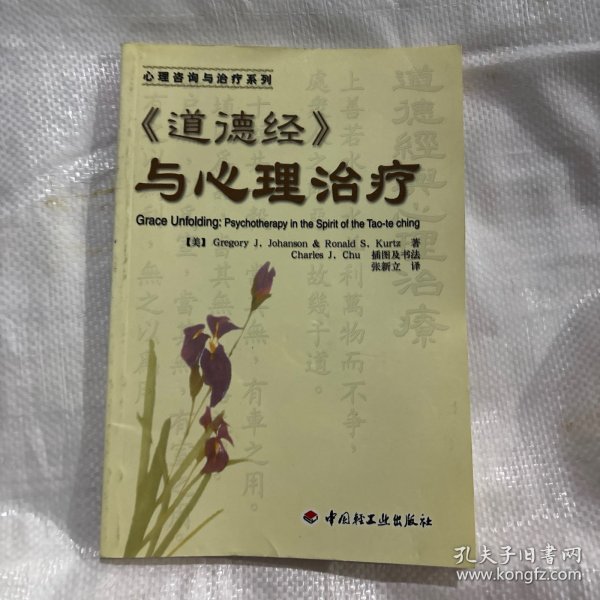 心理咨询与治疗系列
《道德经》
与心理治疗
Grace Unfolding: Psychotherapy in the Spirit of the Tao-te ching
【美】 Gregory J. Johanson & Ronald S. Kurtz 著
Charles J. Chu 插图及书法
张新立 译
道德經與心理治療
上善若水
利萬物而不爭，
故幾于道。
有車之用。
中国轻工业出版社
孔夫子旧书网
www.kongfz.com